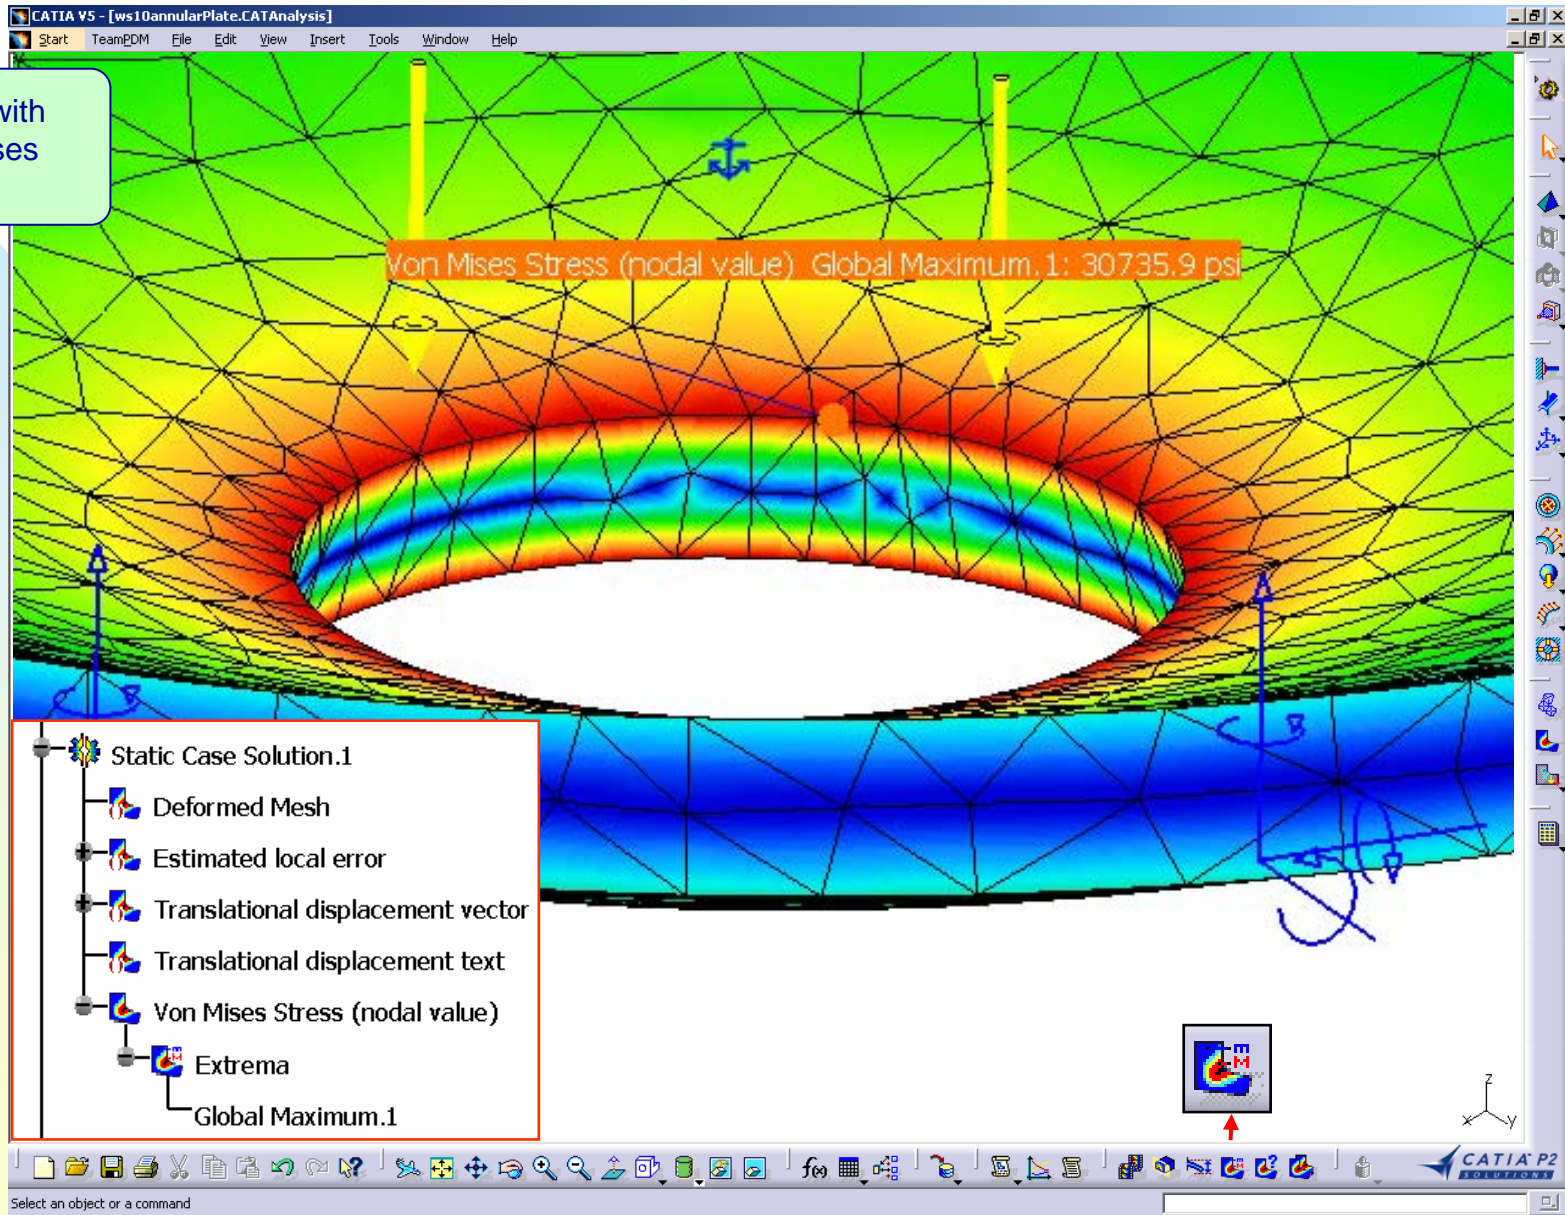 CATIA V5 - [ws10annularPlate.CATAnalysis]
Start TeamPDM File Edit View Insert Tools Window Help
with
ses
Von Mises Stress (nodal value) Global Maximum.1: 30735.9 psi
Static Case Solution.1
Deformed Mesh
Estimated local error
Translational displacement vector
Translational displacement text
Von Mises Stress (nodal value)
Extrema
Global Maximum.1
z
x
y
f(x)
CATIA P2
SOLUTIONS
Select an object or a command